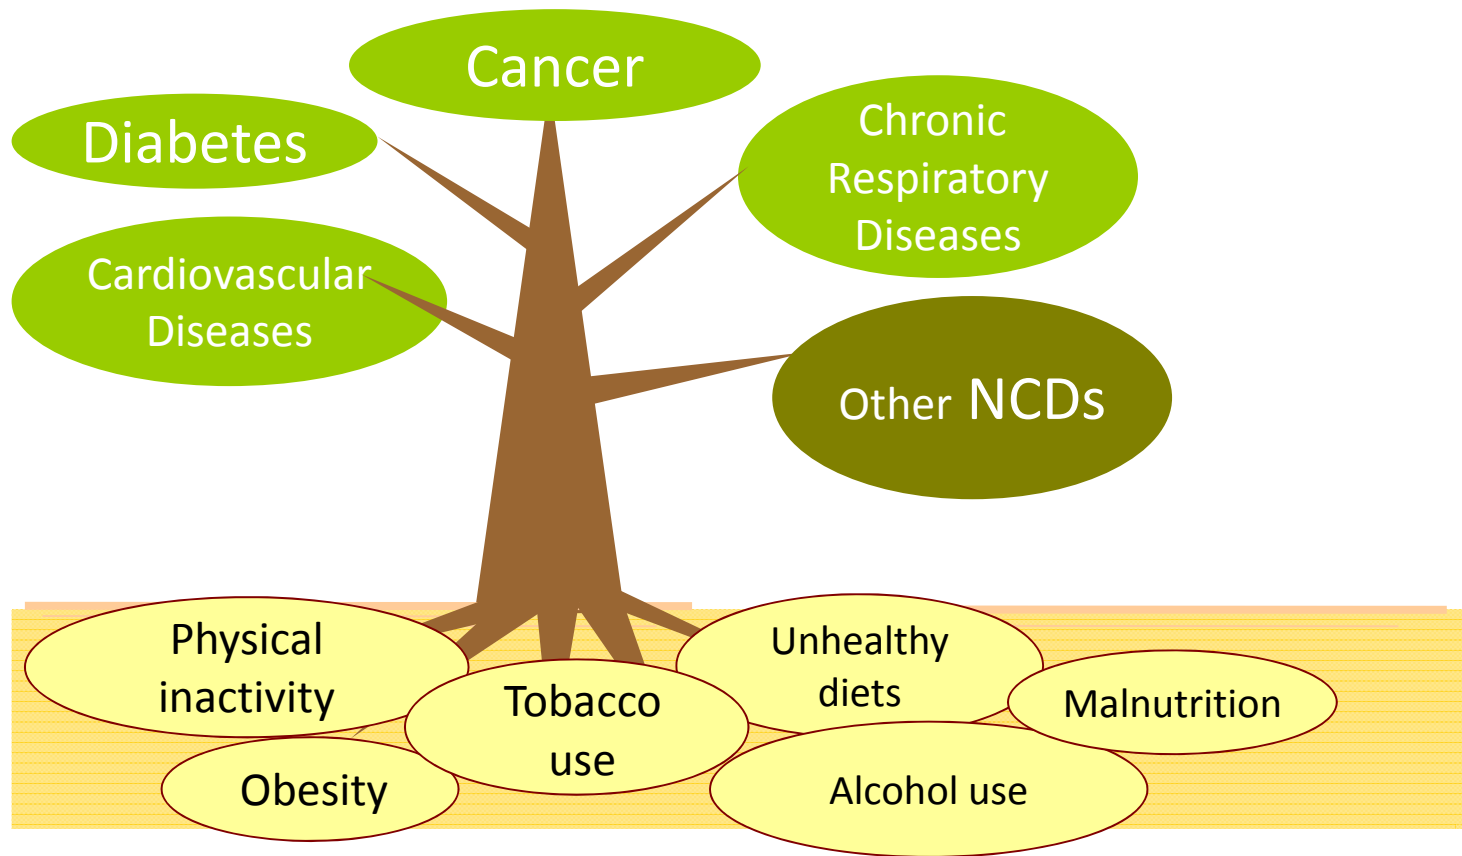 Cancer
Diabetes
Chronic
Respiratory
Diseases
Cardiovascular
Diseases
Other NCDs
Physical
inactivity
Unhealthy
diets
Tobacco
use
Malnutrition
Obesity
Alcohol use